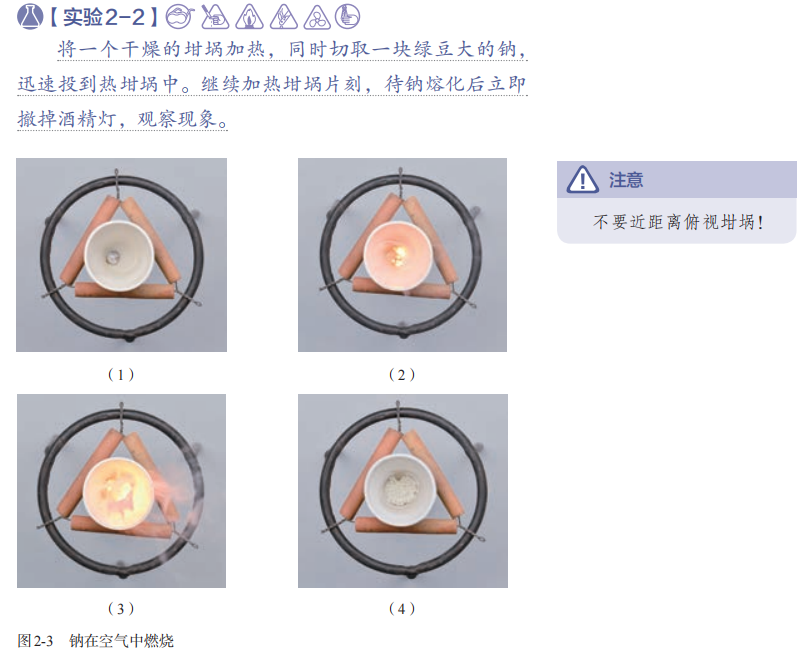 【实验2-2】
将一个干燥的坩埚加热，同时切取一块绿豆大的钠，
迅速投到热坩埚中。继续加热坩埚片刻，待钠熔化后立即
撤掉酒精灯，观察现象。
注意
不要近距离俯视坩埚！
（1）
（2）
（3）
（4）
图2-3 钠在空气中燃烧